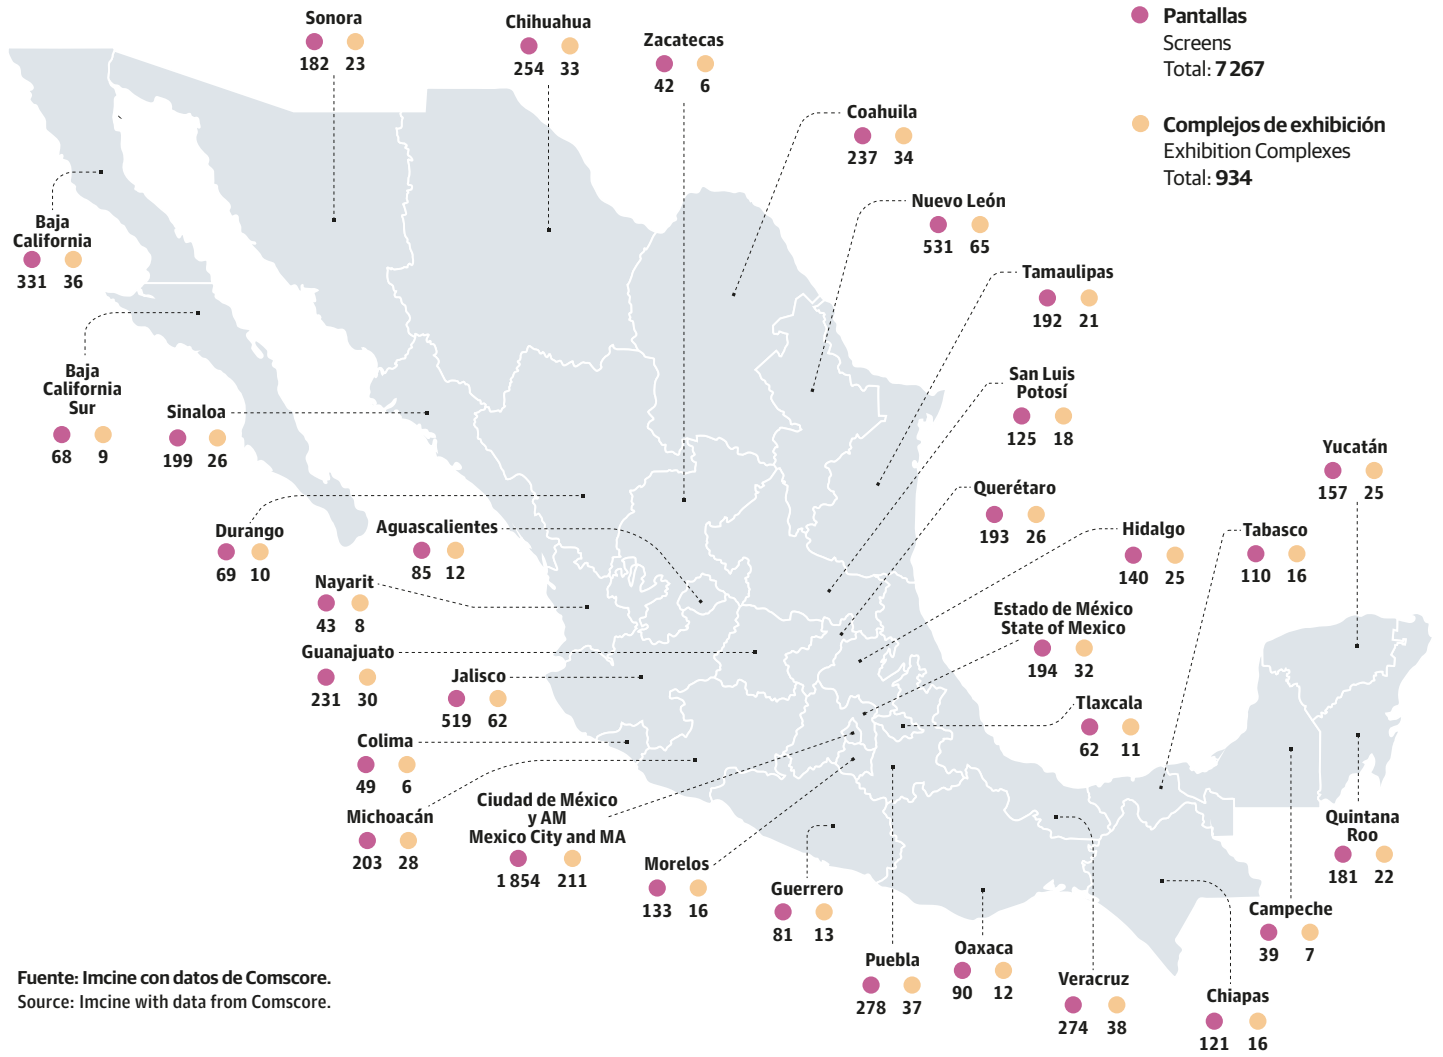 Sonora
182 23
Chihuahua
254 33
Zacatecas
42 6
Pantallas
Screens
Total: 7 267
Complejos de exhibición
Exhibition Complexes
Total: 934
Coahuila
237 34
Nuevo León
531 65
Baja
California
331 36
Tamaulipas
192 21
Baja
California
Sur
68 9
Sinaloa
199 26
San Luis
Potosí
125 18
Yucatán
157 25
Querétaro
193 26
Durango
69 10
Aguascalientes
85 12
Hidalgo
140 25
Tabasco
110 16
Nayarit
43 8
Estado de México
State of Mexico
194 32
Guanajuato
231 30
Jalisco
519 62
Tlaxcala
62 11
Colima
49 6
Michoacán
203 28
Ciudad de México
y AM
Mexico City and MA
1 854 211
Quintana
Roo
181 22
Morelos
133 16
Guerrero
81 13
Campeche
39 7
Puebla
278 37
Oaxaca
90 12
Veracruz
274 38
Chiapas
121 16
Fuente: Imcine con datos de Comscore.
Source: Imcine with data from Comscore.